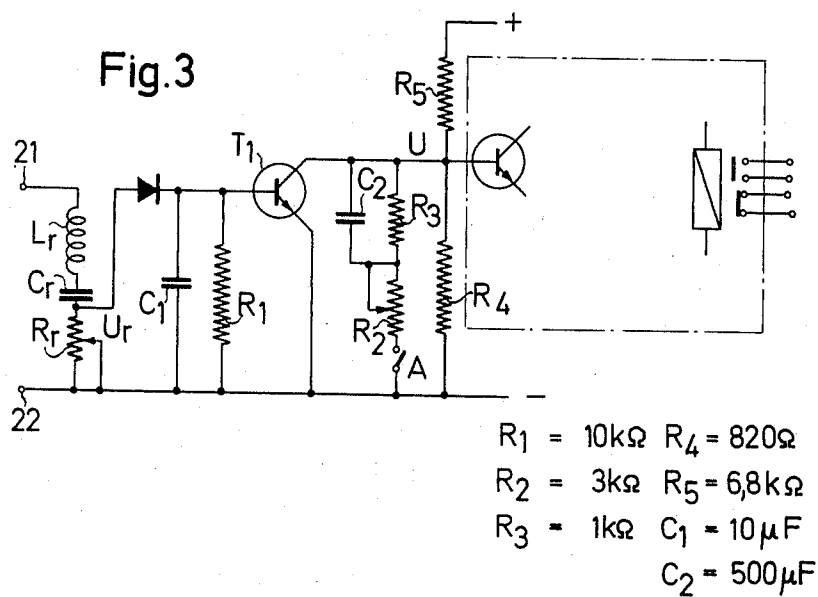 Fig.3
+
R5
21
T1
U
C2
R3
Lr
Cr
C1
R1
R2
R4
Rr
Ur
A
22
−
R1 = 10kΩ R4 = 820Ω
R2 = 3kΩ R5 = 6,8kΩ
R3 = 1kΩ C1 = 10µF
C2 = 500µF